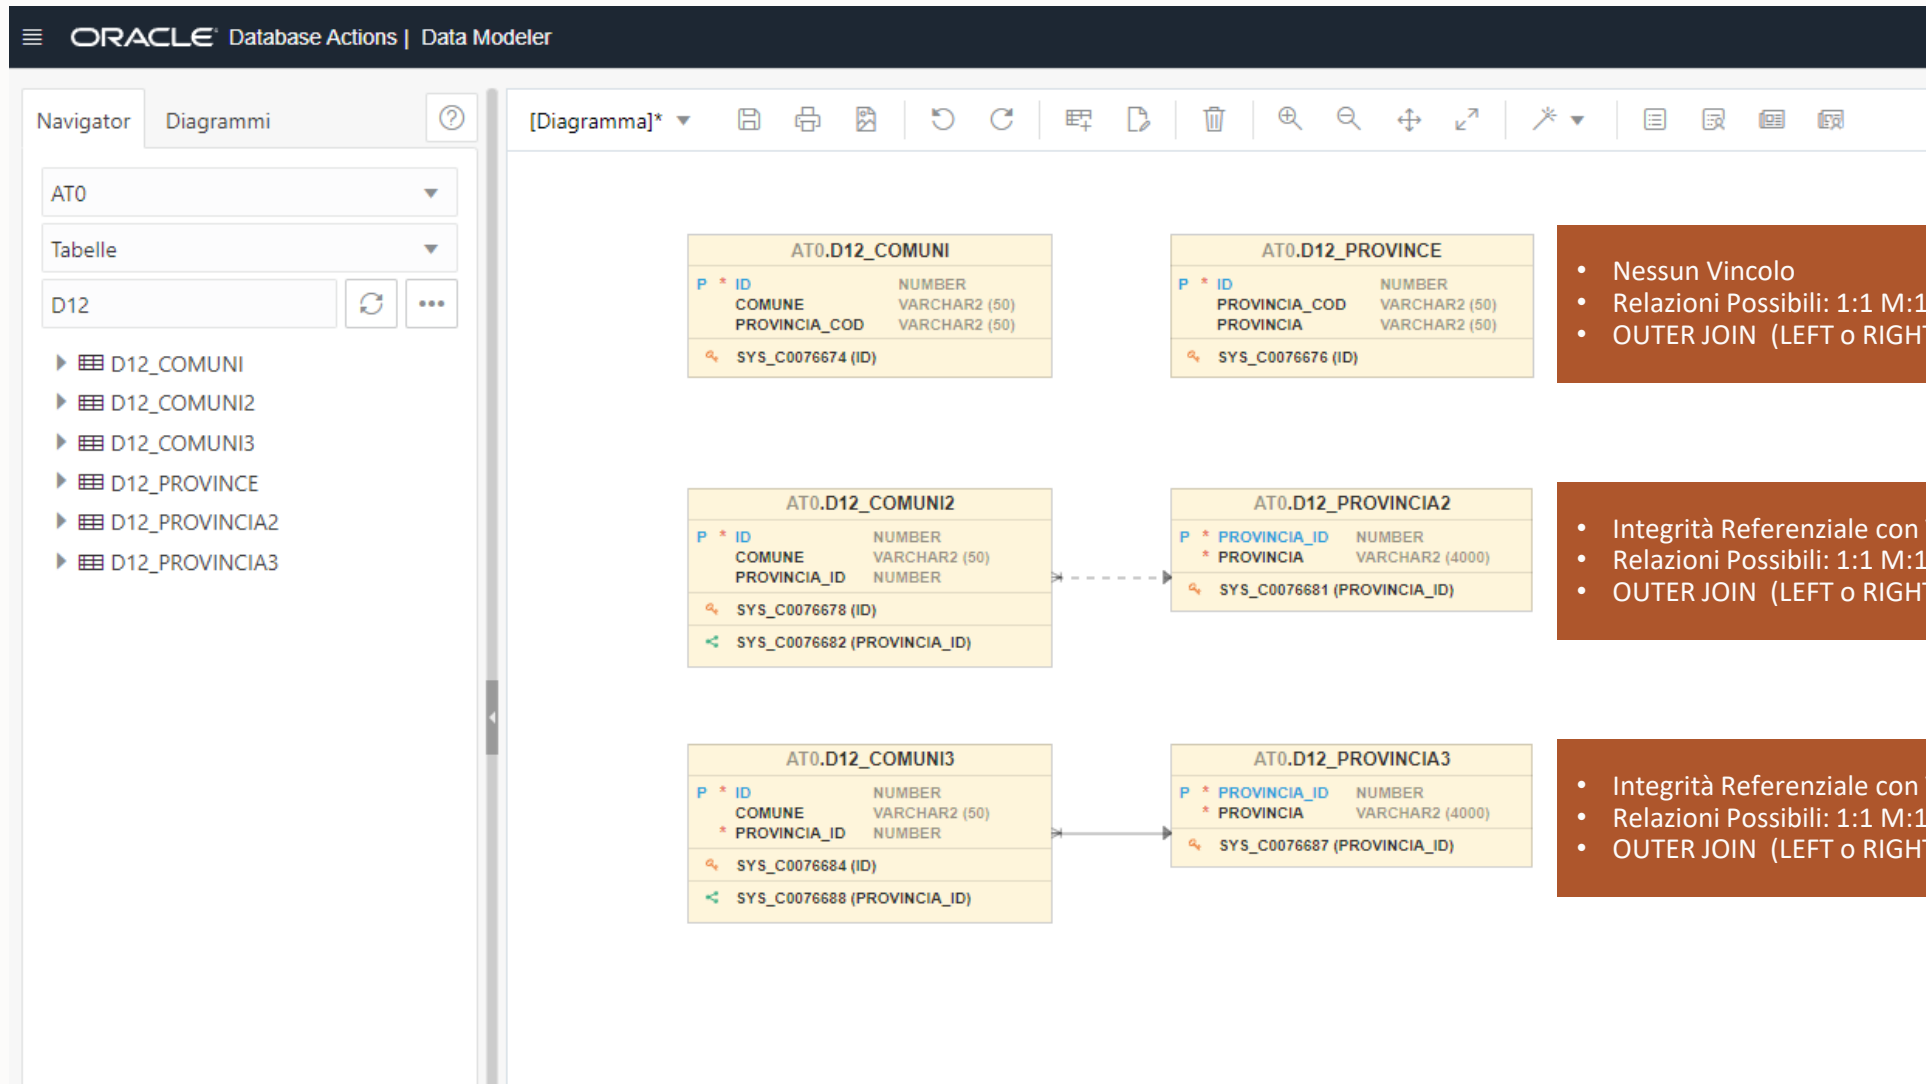 ORACLE Database Actions | Data Modeler
Navigator
Diagrammi
AT0
Tabelle
D12
D12_COMUNI
D12_COMUNI2
D12_COMUNI3
D12_PROVINCE
D12_PROVINCIA2
D12_PROVINCIA3
[Diagramma]*
AT0.D12_COMUNI
P * ID NUMBER
COMUNE VARCHAR2 (50)
PROVINCIA_COD VARCHAR2 (50)
SYS_C0076674 (ID)
AT0.D12_PROVINCE
P * ID NUMBER
PROVINCIA_COD VARCHAR2 (50)
PROVINCIA VARCHAR2 (50)
SYS_C0076676 (ID)
• Nessun Vincolo
• Relazioni Possibili: 1:1 M:1
• OUTER JOIN (LEFT o RIGHT
AT0.D12_COMUNI2
P * ID NUMBER
COMUNE VARCHAR2 (50)
PROVINCIA_ID NUMBER
SYS_C0076678 (ID)
SYS_C0076682 (PROVINCIA_ID)
AT0.D12_PROVINCIA2
P * PROVINCIA_ID NUMBER
* PROVINCIA VARCHAR2 (4000)
SYS_C0076681 (PROVINCIA_ID)
• Integrità Referenziale con
• Relazioni Possibili: 1:1 M:1
• OUTER JOIN (LEFT o RIGHT
AT0.D12_COMUNI3
P * ID NUMBER
COMUNE VARCHAR2 (50)
* PROVINCIA_ID NUMBER
SYS_C0076684 (ID)
SYS_C0076688 (PROVINCIA_ID)
AT0.D12_PROVINCIA3
P * PROVINCIA_ID NUMBER
* PROVINCIA VARCHAR2 (4000)
SYS_C0076687 (PROVINCIA_ID)
• Integrità Referenziale con
• Relazioni Possibili: 1:1 M:1
• OUTER JOIN (LEFT o RIGHT